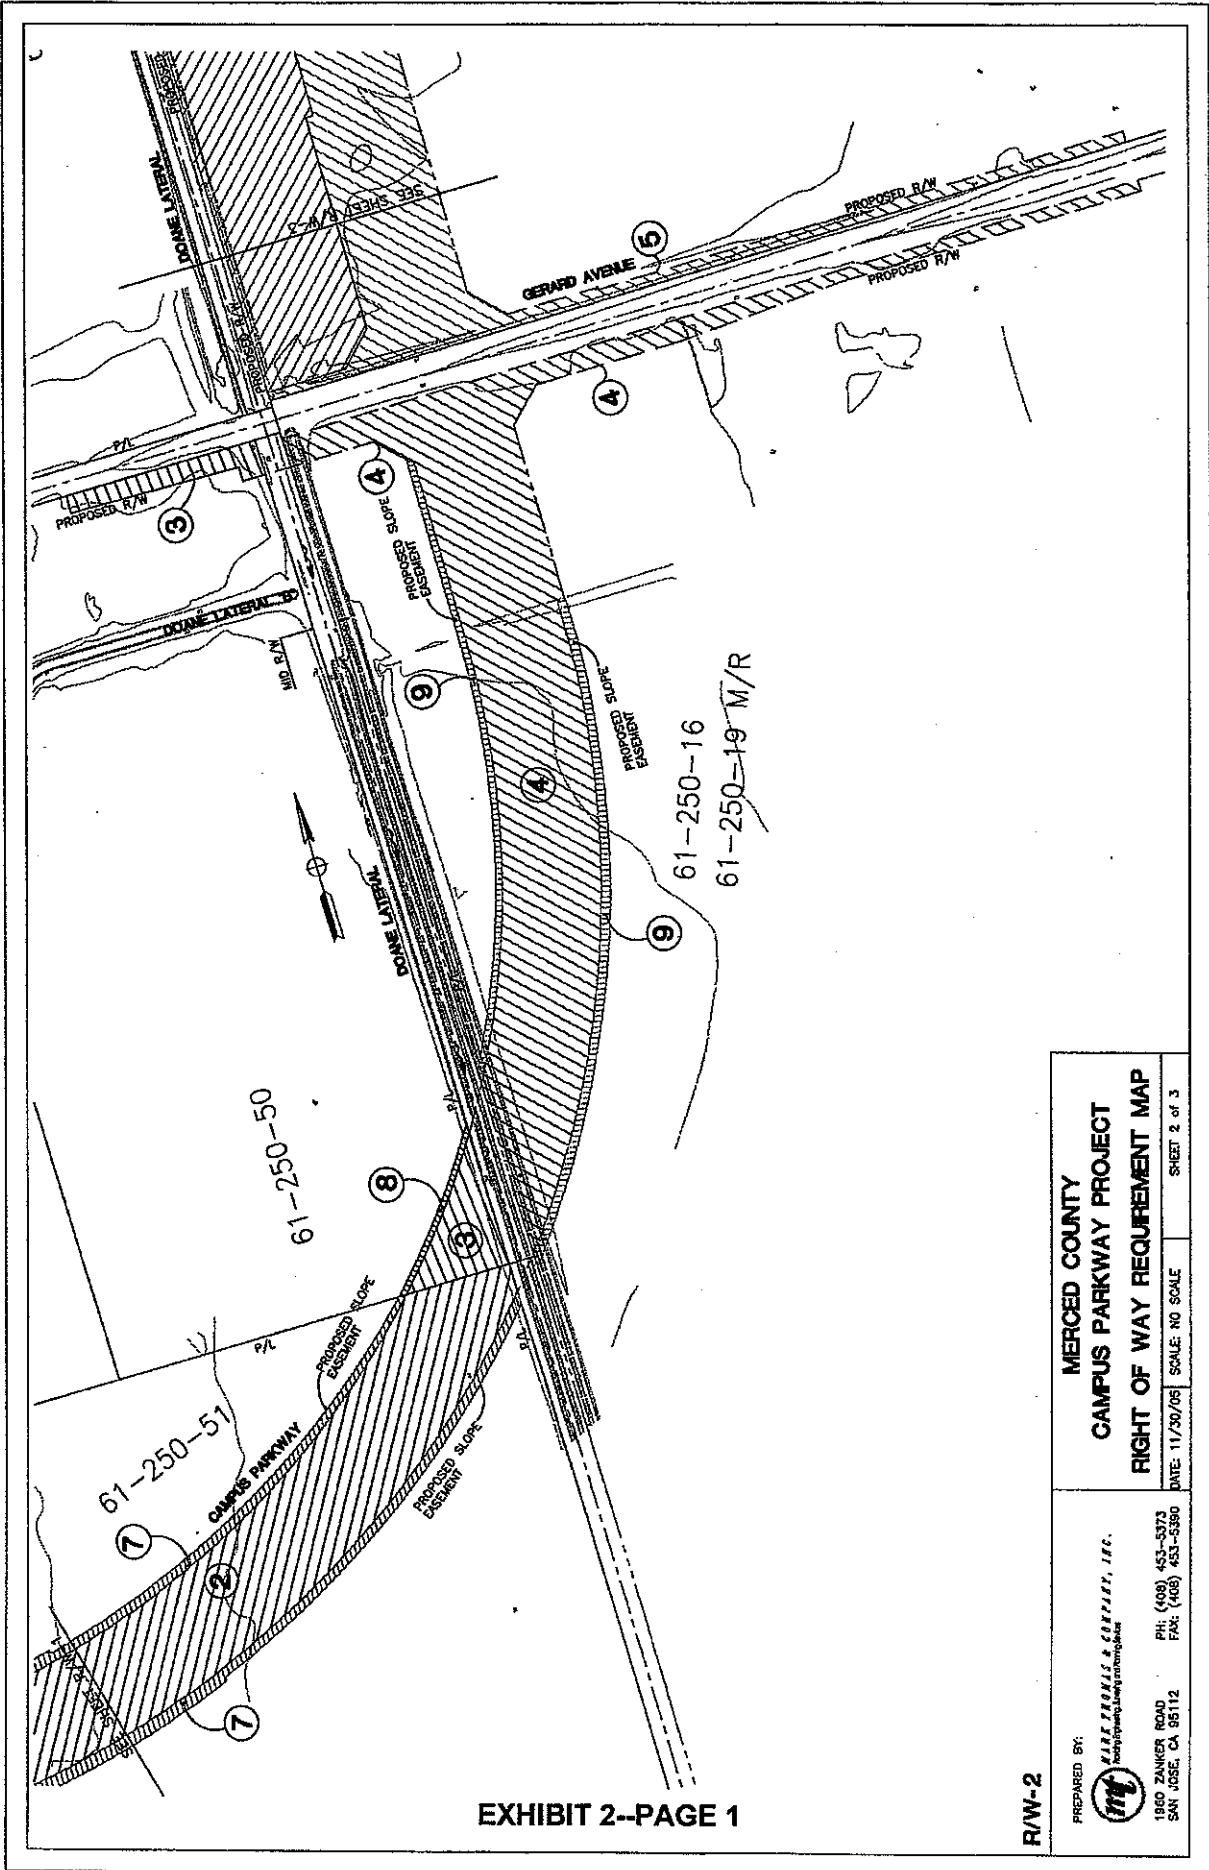 DOANE LATERAL
PROPOSED
PROPOSED R/W
PROPOSED R/W
SEE SHEET R/W-3
GERARD AVENUE
5
PROPOSED R/W
PROPOSED R/W
4
P/L
PROPOSED R/W
3
4
PROPOSED SLOPE
EASEMENT
DOANE LATERAL "B"
MID R/W
9
4
PROPOSED SLOPE
EASEMENT
61-250-16
61-250-19 M/R
DOANE LATERAL
9
P/L
61-250-50
8
3
P/L
P/L
PROPOSED SLOPE
EASEMENT
61-250-51
CAMPUS PARKWAY
PROPOSED SLOPE
EASEMENT
7
2
7
EXHIBIT 2--PAGE 1
R/W-2
PREPARED BY:
MARK THOMAS & COMPANY, INC.
1960 ZANKER ROAD
SAN JOSE, CA 95112
PH: (408) 453-5373
FAX: (408) 453-5390
MERCED COUNTY
CAMPUS PARKWAY PROJECT
RIGHT OF WAY REQUIREMENT MAP
DATE: 11/30/05
SCALE: NO SCALE
SHEET 2 of 3